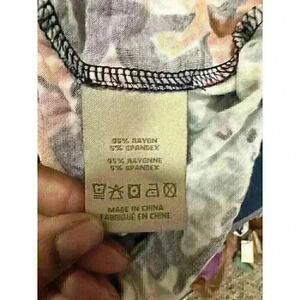 95% RAYON
5% SPANDEX
95% RAYONNE
5% SPANDEX
MADE IN CHINA
FABRIQUÉ EN CHINE